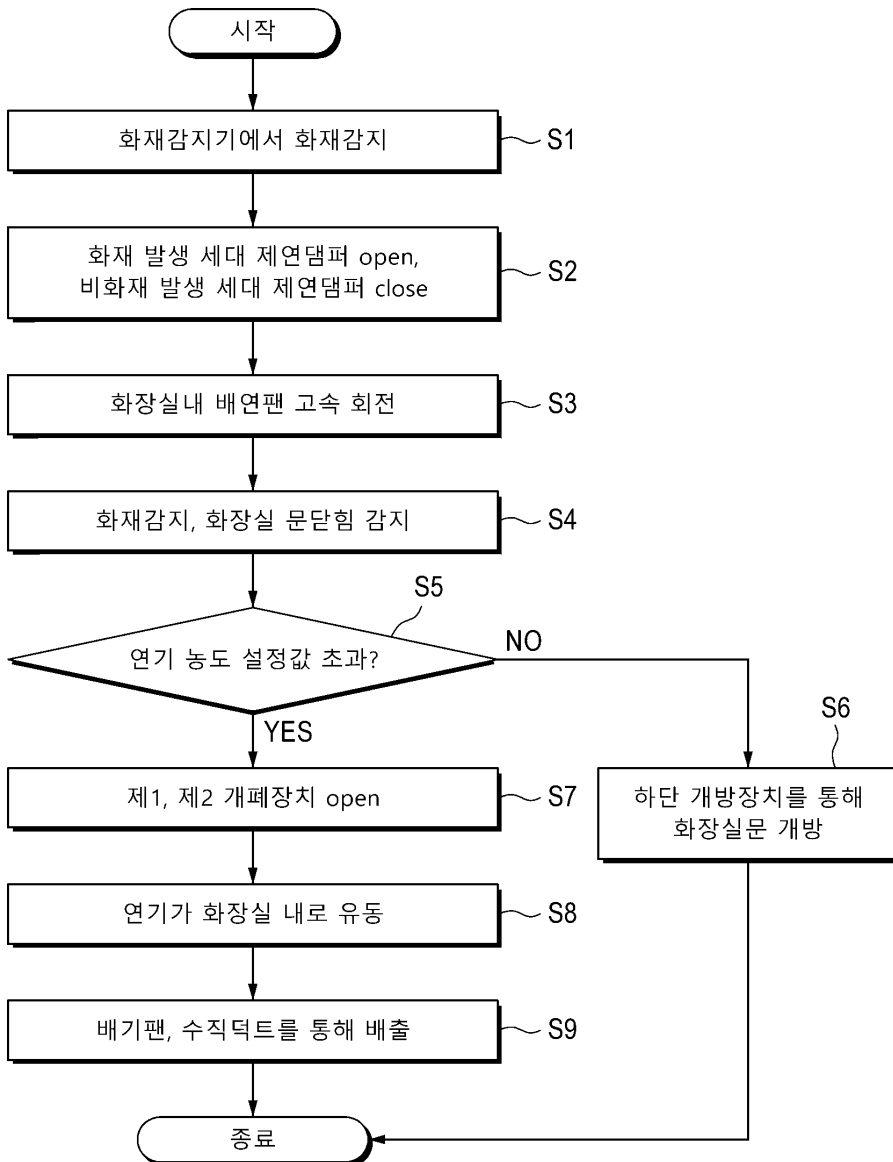 시작
화재감지기에서 화재감지
S1
화재 발생 세대 제연댐퍼 open,
비화재 발생 세대 제연댐퍼 close
S2
화장실내 배연팬 고속 회전
S3
화재감지, 화장실 문닫힘 감지
S4
S5
연기 농도 설정값 초과?
NO
YES
S6
하단 개방장치를 통해
화장실문 개방
제1, 제2 개폐장치 open
S7
연기가 화장실 내로 유동
S8
배기팬, 수직덕트를 통해 배출
S9
종료